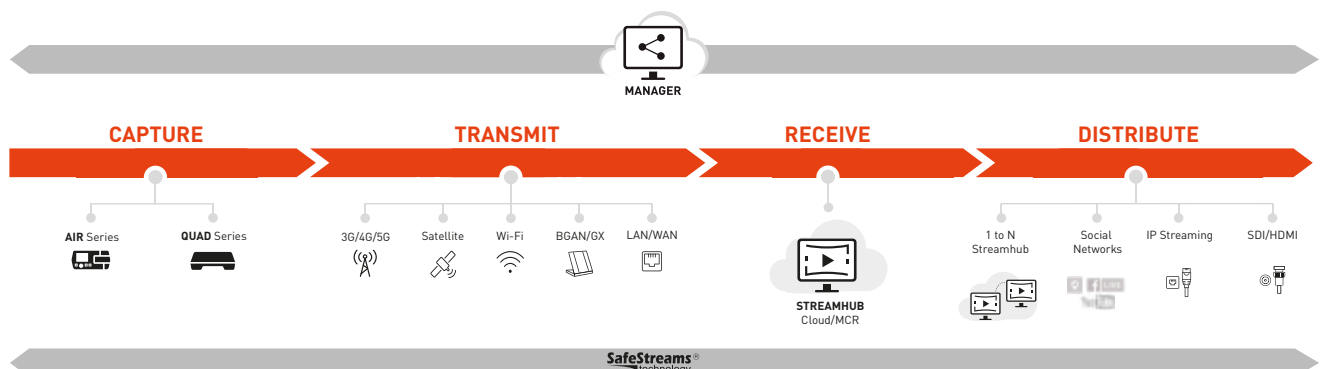 MANAGER
CAPTURE
TRANSMIT
RECEIVE
DISTRIBUTE
AIR Series
QUAD Series
3G/4G/5G
Satellite
Wi-Fi
BGAN/GX
LAN/WAN
STREAMHUB
Cloud/MCR
1 to N
Streamhub
Social
Networks
IP Streaming
SDI/HDMI
SafeStreams®
technology